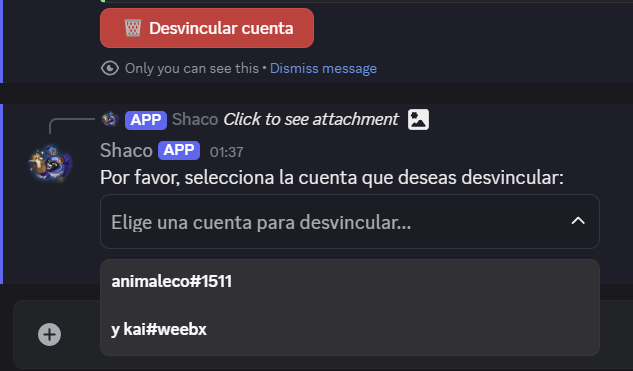 🗑️ Desvincular cuenta
Only you can see this • Dismiss message
APP Shaco Click to see attachment
Shaco APP 01:37
Por favor, selecciona la cuenta que deseas desvincular:
Elige una cuenta para desvincular...
animaleco#1511
y kai#weebx